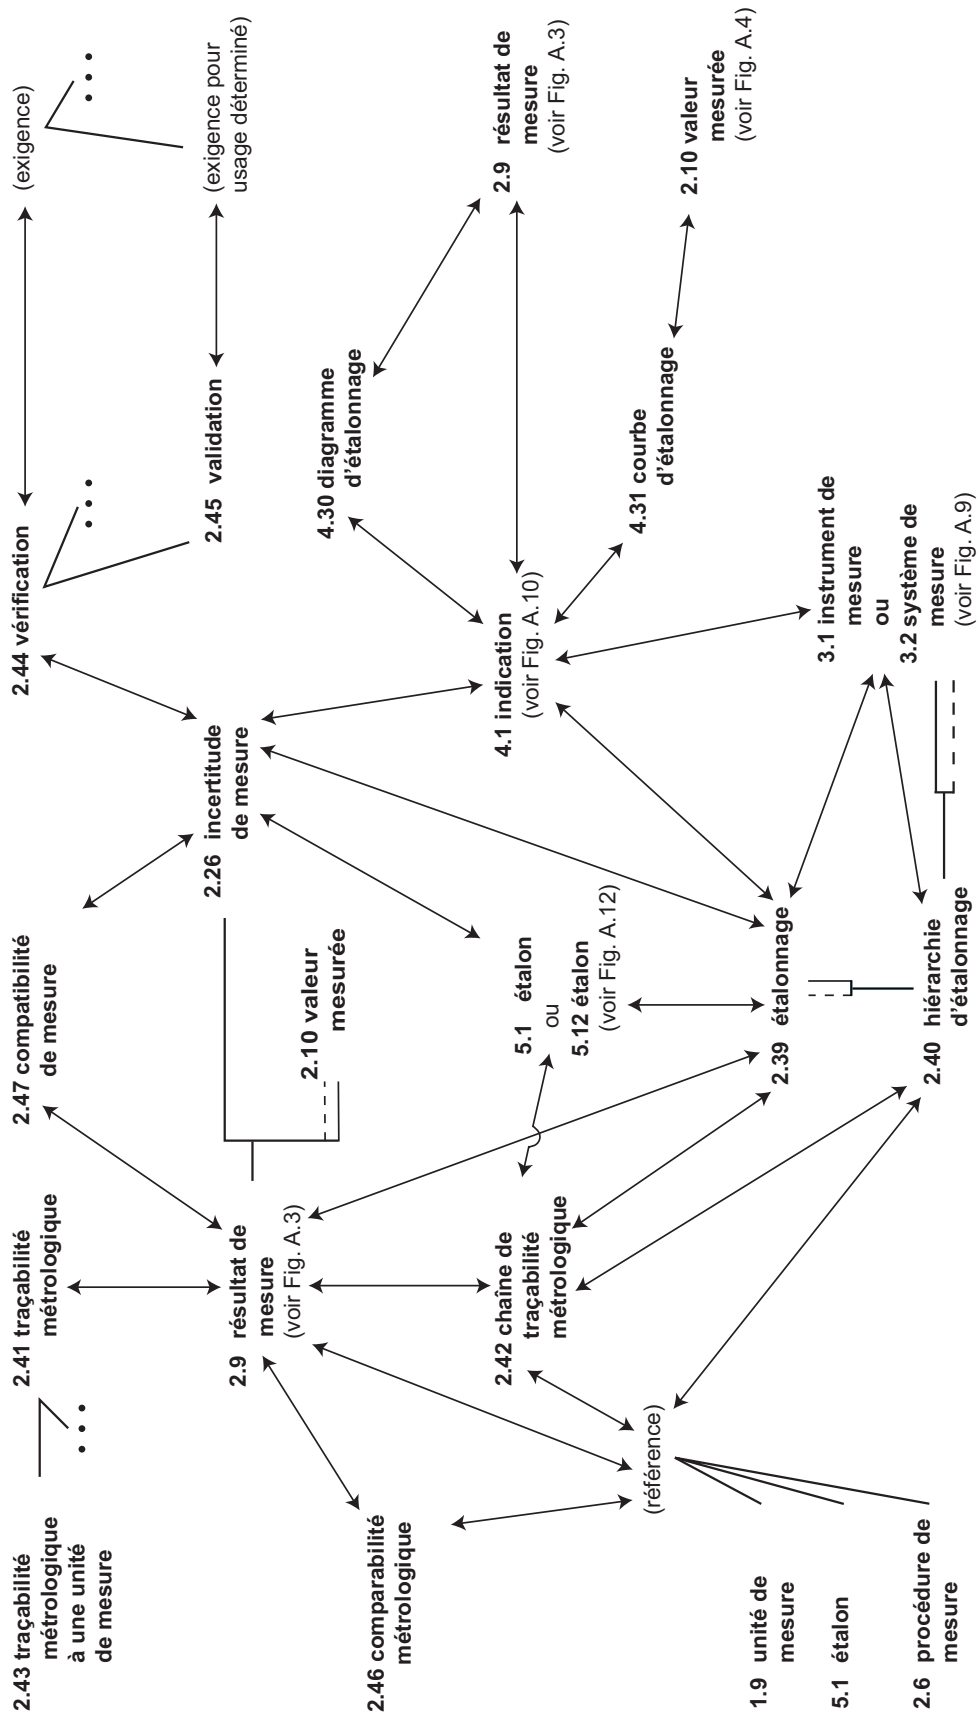 2.43 traçabilité
métrologique
à une unité
de mesure
2.41 traçabilité
métrologique
2.47 compatibilité
de mesure
2.44 vérification
(exigence)
2.45 validation
(exigence pour
usage déterminé)
2.9 résultat de
mesure
(voir Fig. A.3)
2.10 valeur
mesurée
2.26 incertitude
de mesure
2.46 comparabilité
métrologique
4.30 diagramme
d'étalonnage
2.42 chaîne de
traçabilité
métrologique
5.1 étalon
ou
5.12 étalon
(voir Fig. A.12)
4.1 indication
(voir Fig. A.10)
2.9 résultat de
mesure
(voir Fig. A.3)
(référence)
4.31 courbe
d'étalonnage
2.10 valeur
mesurée
(voir Fig. A.4)
1.9 unité de
mesure
5.1 étalon
2.6 procédure de
mesure
2.39 étalonnage
2.40 hiérarchie
d'étalonnage
3.1 instrument de
mesure
ou
3.2 système de
mesure
(voir Fig. A.9)